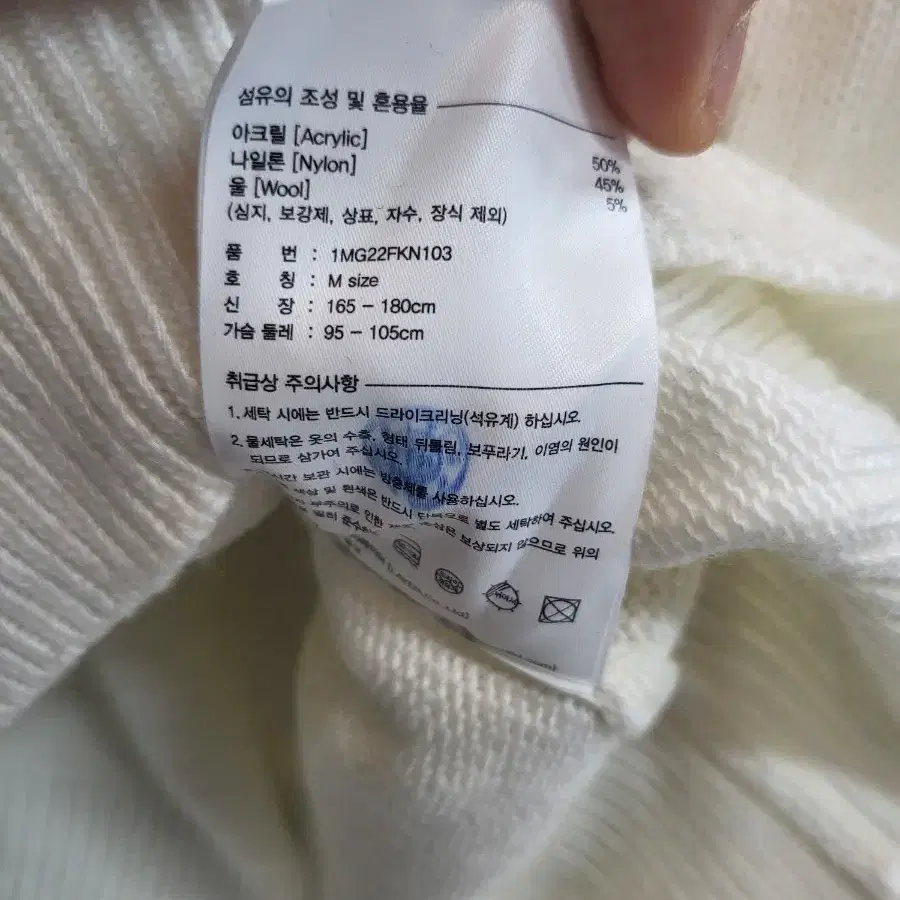 섬유의 조성 및 혼용율
아크릴 [Acrylic] 50%
나일론 [Nylon] 45%
울 [Wool] 5%
(심지, 보강제, 상표, 자수, 장식 제외)
품 번 : 1MG22FKN103
호 칭 : M size
신 장 : 165 - 180cm
가슴 둘레 : 95 - 105cm
취급상 주의사항
1. 세탁 시에는 반드시 드라이크리닝(석유계) 하십시오.
2. 물세탁은 옷의 수축, 형태 뒤틀림, 보푸라기, 이염의 원인이
되므로 삼가여 주십시오.
보관 시에는 방충제를 사용하십시오.
색상 및 흰색은 반드시 단독으로 별도 세탁하여 주십시오.
부주의로 인한 보상되지 않으므로 위의